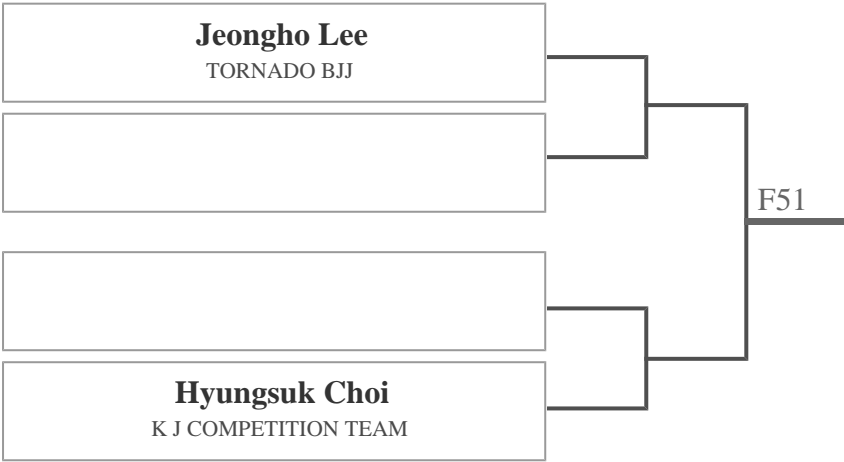 Jeongho Lee
TORNADO BJJ
F51
Hyungsuk Choi
K J COMPETITION TEAM